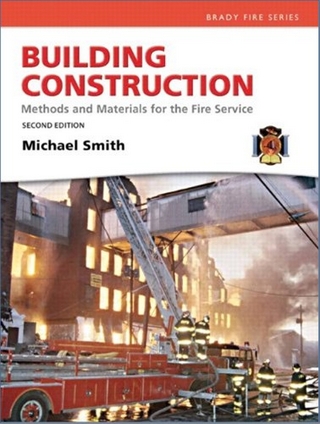 BRADY FIRE SERIES
BUILDING
CONSTRUCTION
Methods and Materials for the Fire Service
SECOND EDITION
Michael Smith